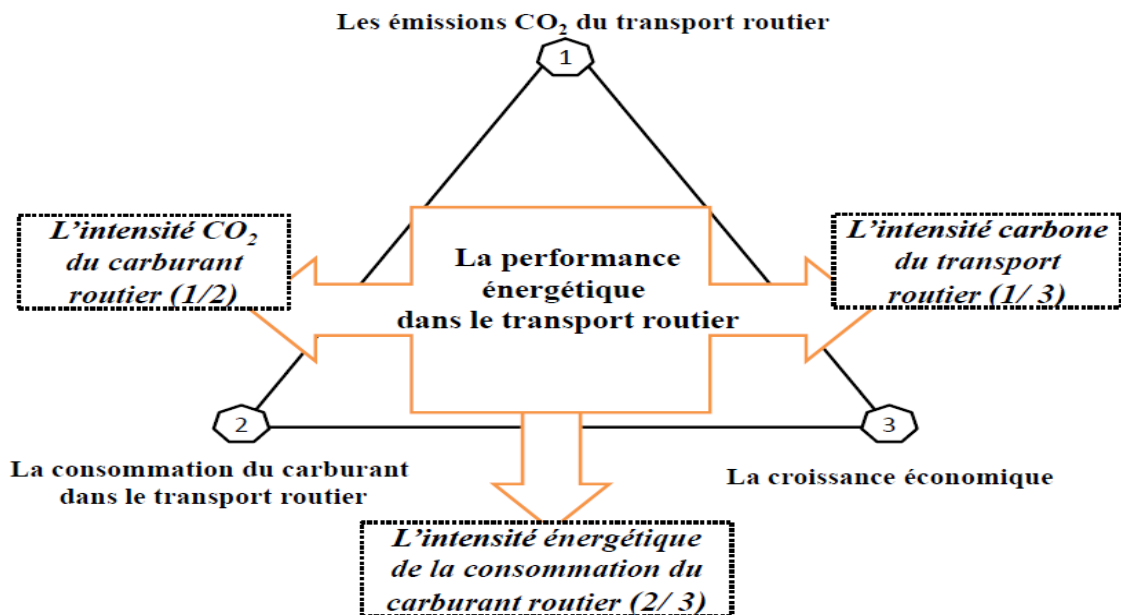 Les émissions CO₂ du transport routier
1
L'intensité CO₂
du carburant
routier (1/2)
La performance
énergétique
dans le transport routier
L'intensité carbone
du transport
routier (1/ 3)
2
3
La consommation du carburant
dans le transport routier
La croissance économique
L'intensité énergétique
de la consommation du
carburant routier (2/ 3)